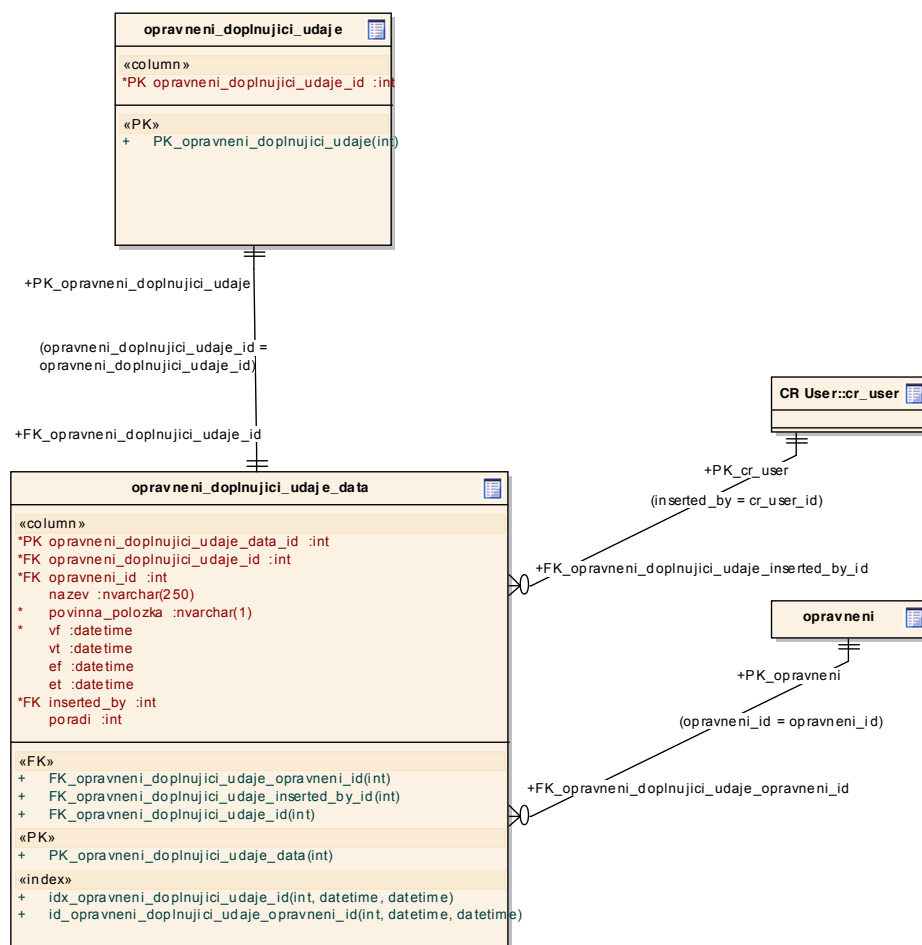 opravneni_doplnujici_udaje
«column»
*PK opravneni_doplnujici_udaje_id :int
«PK»
+ PK_opravneni_doplnujici_udaje(int)
+PK_opravneni_doplnujici_udaje
(opravneni_doplnujici_udaje_id =
opravneni_doplnujici_udaje_id)
+FK_opravneni_doplnujici_udaje_id
CR User::cr_user
+PK_cr_user
(inserted_by = cr_user_id)
+FK_opravneni_doplnujici_udaje_inserted_by_id
opravneni
+PK_opravneni
(opravneni_id = opravneni_id)
+FK_opravneni_doplnujici_udaje_opravneni_id
opravneni_doplnujici_udaje_data
«column»
*PK opravneni_doplnujici_udaje_data_id :int
*FK opravneni_doplnujici_udaje_id :int
*FK opravneni_id :int
nazev :nvarchar(250)
* povinna_polozka :nvarchar(1)
* vf :datetime
vt :datetime
ef :datetime
et :datetime
*FK inserted_by :int
poradi :int
«FK»
+ FK_opravneni_doplnujici_udaje_opravneni_id(int)
+ FK_opravneni_doplnujici_udaje_inserted_by_id(int)
+ FK_opravneni_doplnujici_udaje_id(int)
«PK»
+ PK_opravneni_doplnujici_udaje_data(int)
«index»
+ idx_opravneni_doplnujici_udaje_id(int, datetime, datetime)
+ id_opravneni_doplnujici_udaje_opravneni_id(int, datetime, datetime)